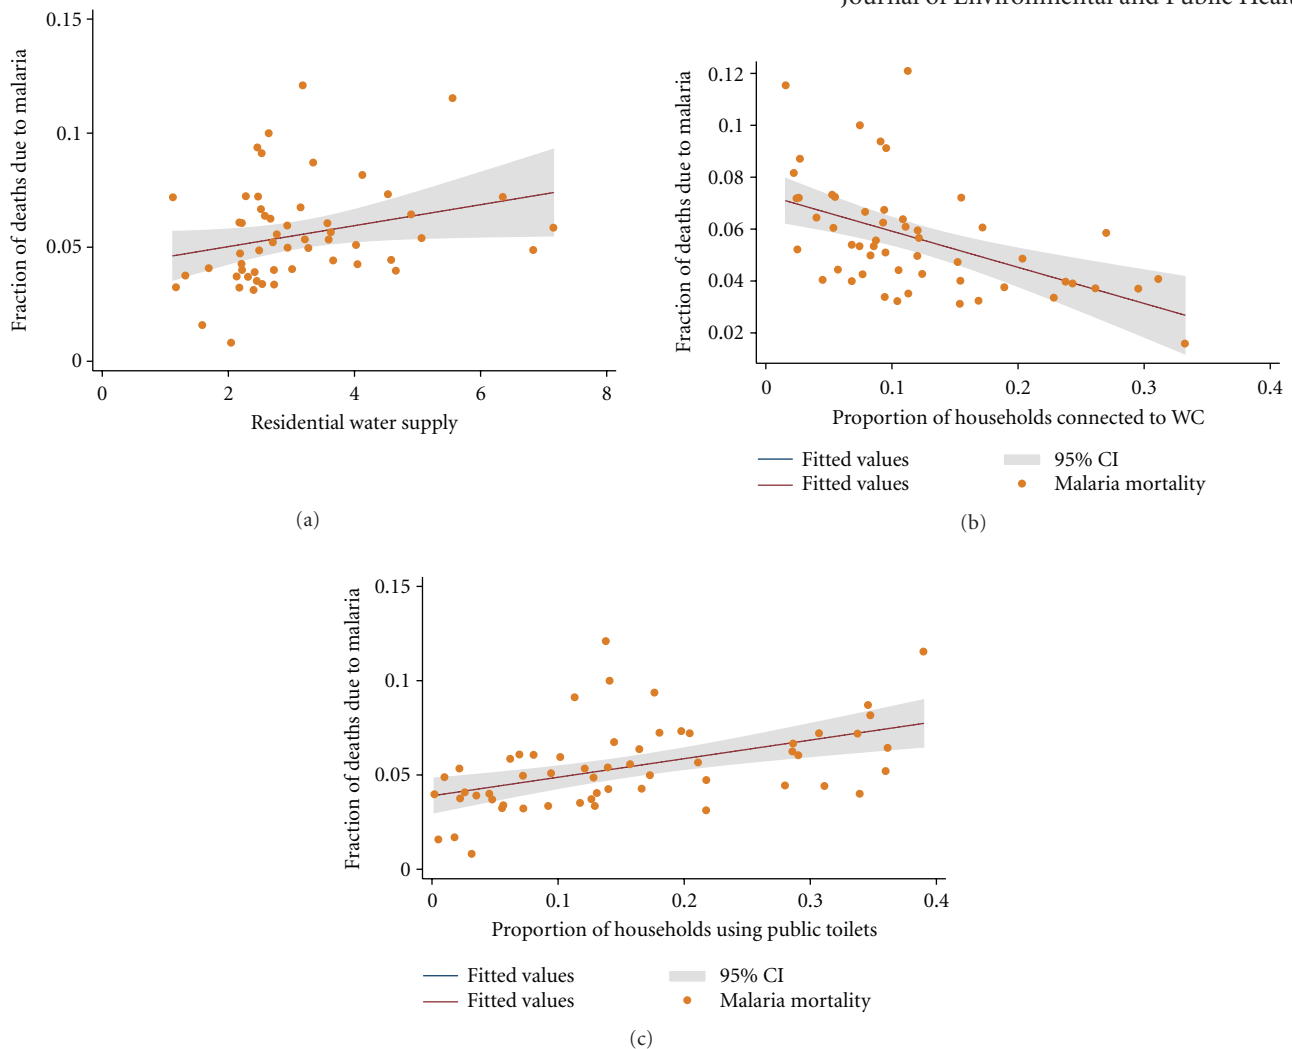 Journal of Environmental and Public Heal
0.15
0.1
0.05
0
Fraction of deaths due to malaria
0 2 4 6 8
Residential water supply
(a)
0.12
0.1
0.08
0.06
0.04
0.02
Fraction of deaths due to malaria
0 0.1 0.2 0.3 0.4
Proportion of households connected to WC
Fitted values 95% CI
Fitted values Malaria mortality
(b)
0.15
0.1
0.05
0
Fraction of deaths due to malaria
0 0.1 0.2 0.3 0.4
Proportion of households using public toilets
Fitted values 95% CI
Fitted values Malaria mortality
(c)